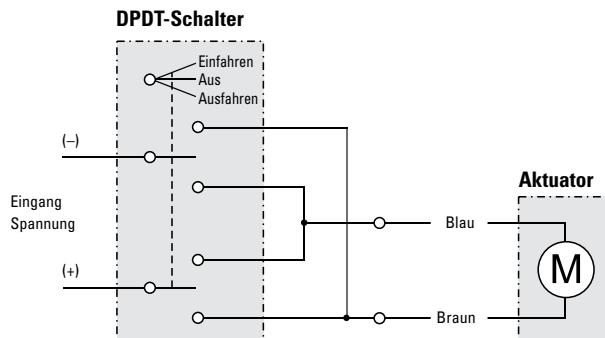 DPDT-Schalter
Einfahren
Aus
Ausfahren
(–)
Eingang
Spannung
(+)
Aktuator
Blau
M
Braun